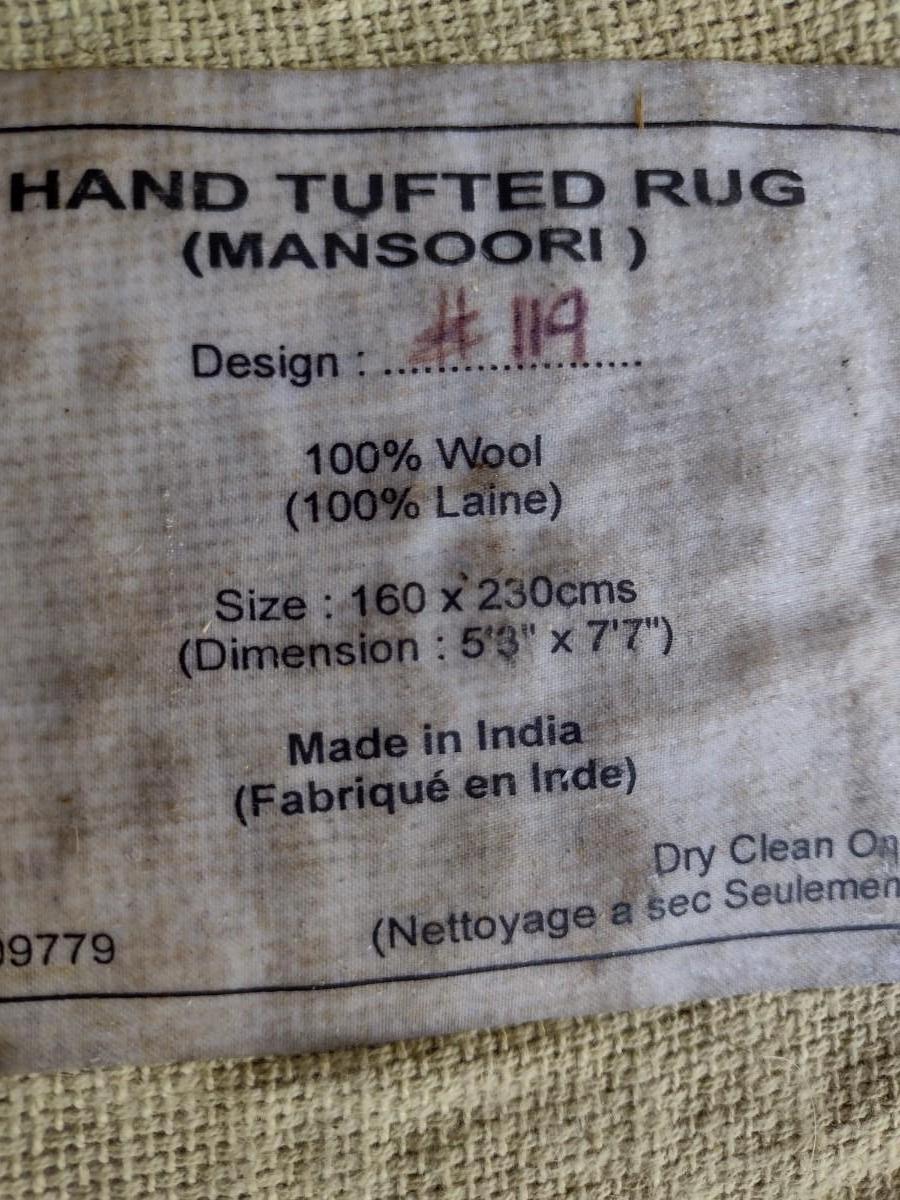 HAND TUFTED RUG
(MANSOORI )
Design : # 119
100% Wool
(100% Laine)
Size : 160 x 230cms
(Dimension : 5'3" x 7'7")
Made in India
(Fabriqué en Inde)
Dry Clean On
(Nettoyage a sec Seulemen
09779